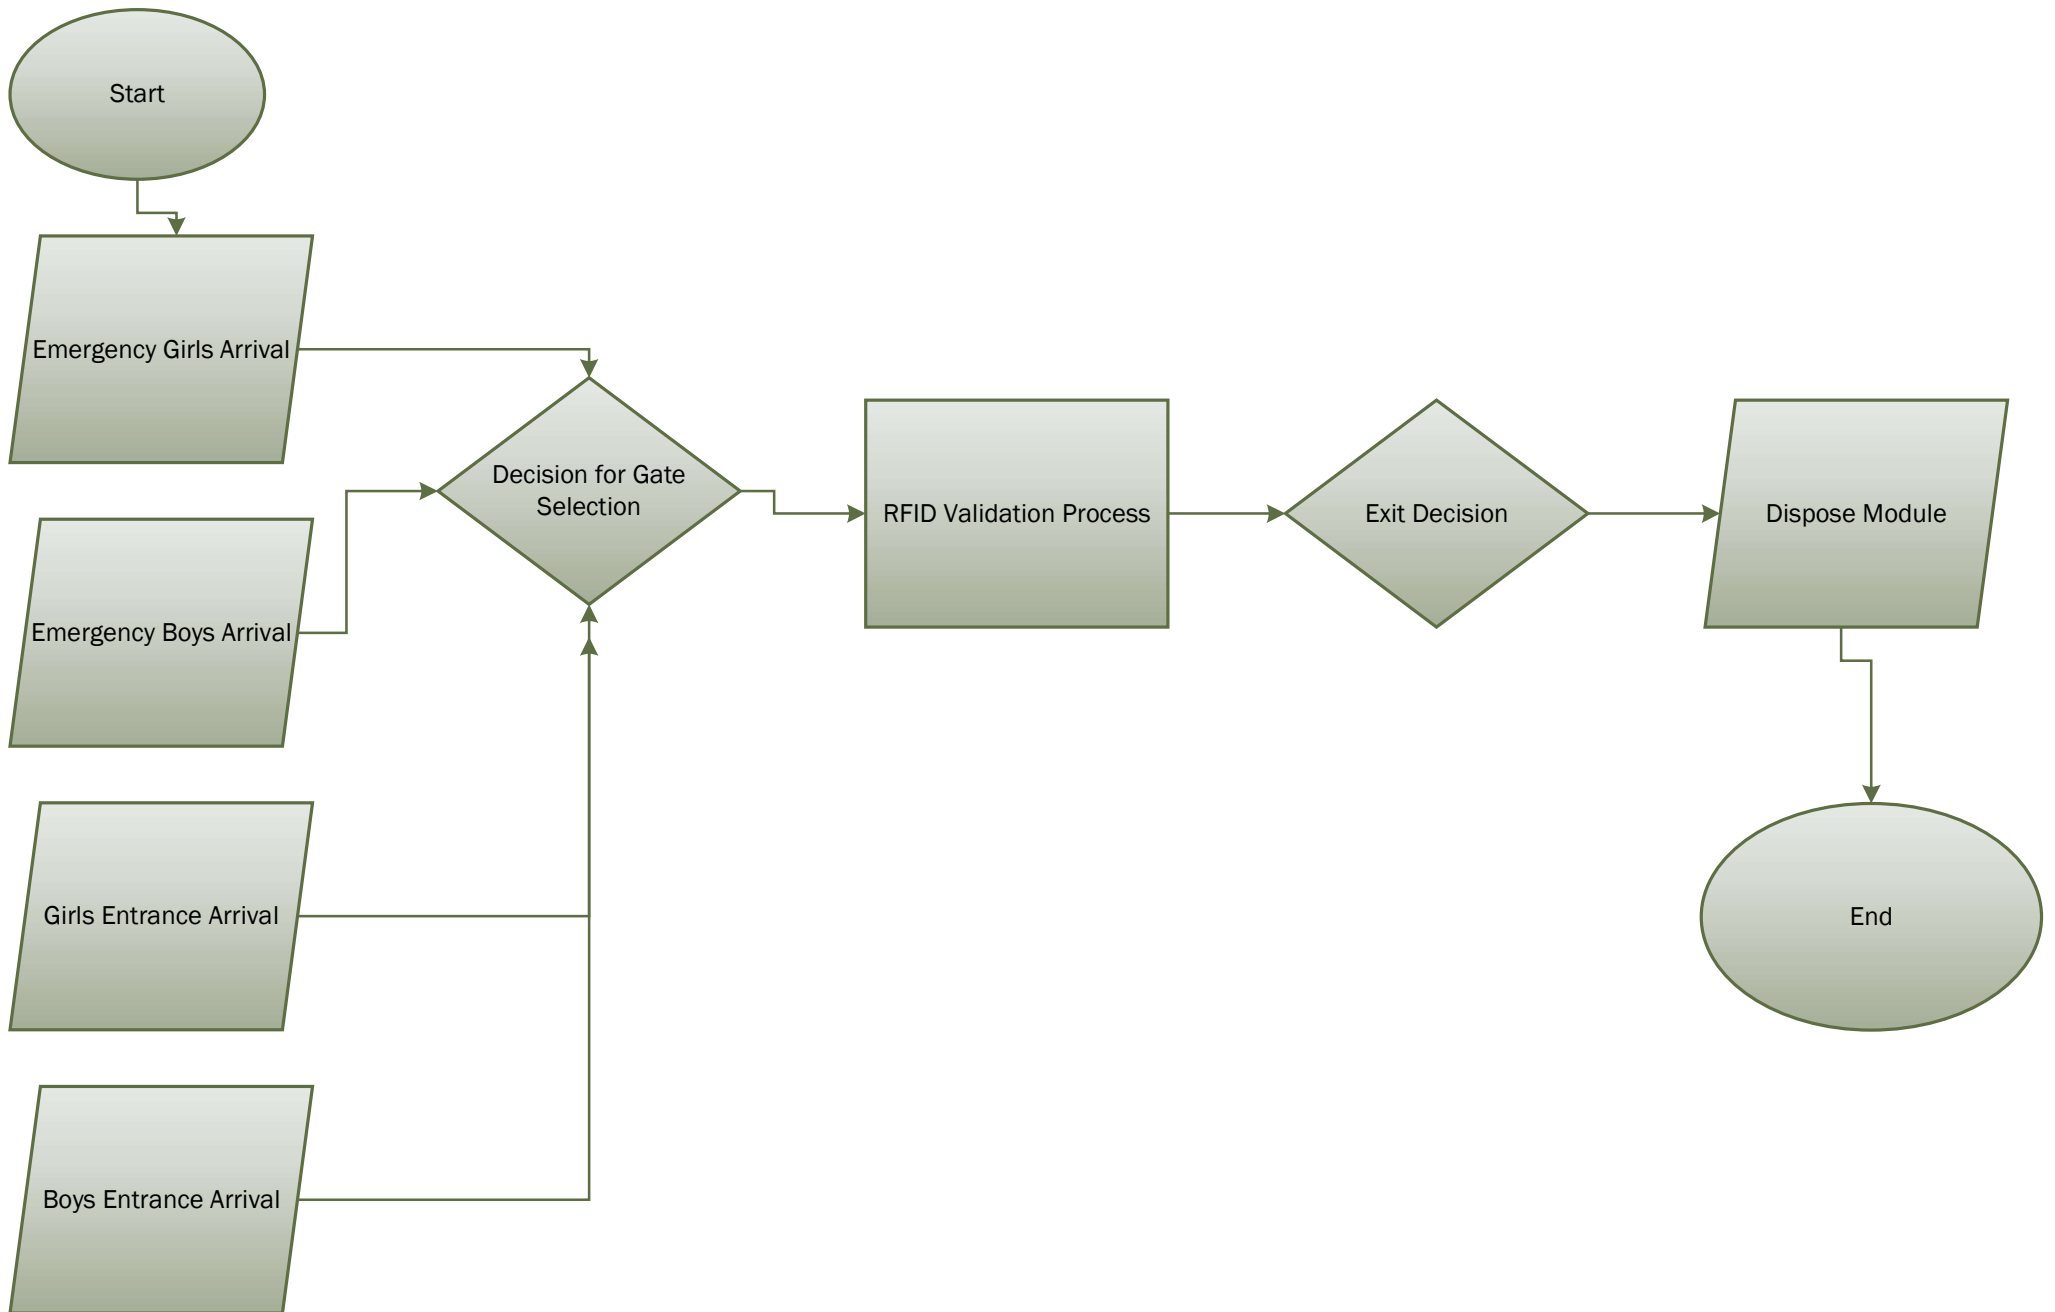 Start
Emergency Girls Arrival
Decision for Gate
Selection
RFID Validation Process
Exit Decision
Dispose Module
Emergency Boys Arrival
Girls Entrance Arrival
End
Boys Entrance Arrival